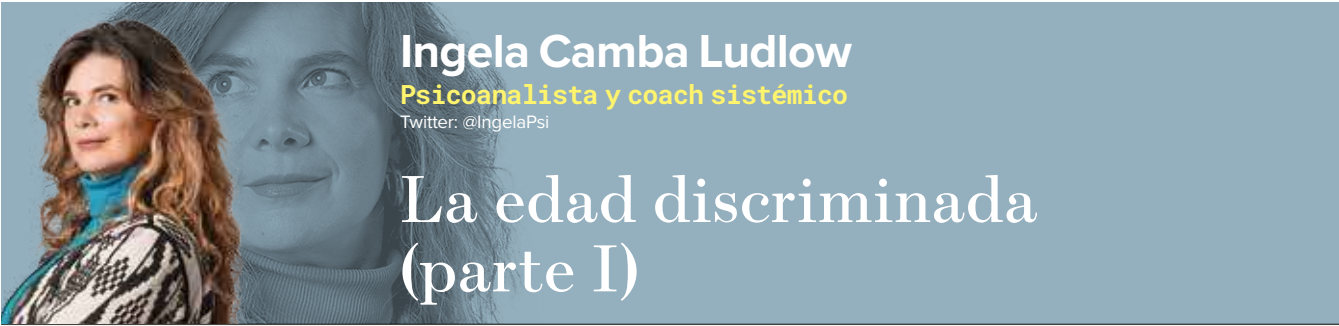 Ingela Camba Ludlow
Psicoanalista y coach sistémico
Twitter: @IngelaPsi
La edad discriminada
(parte I)